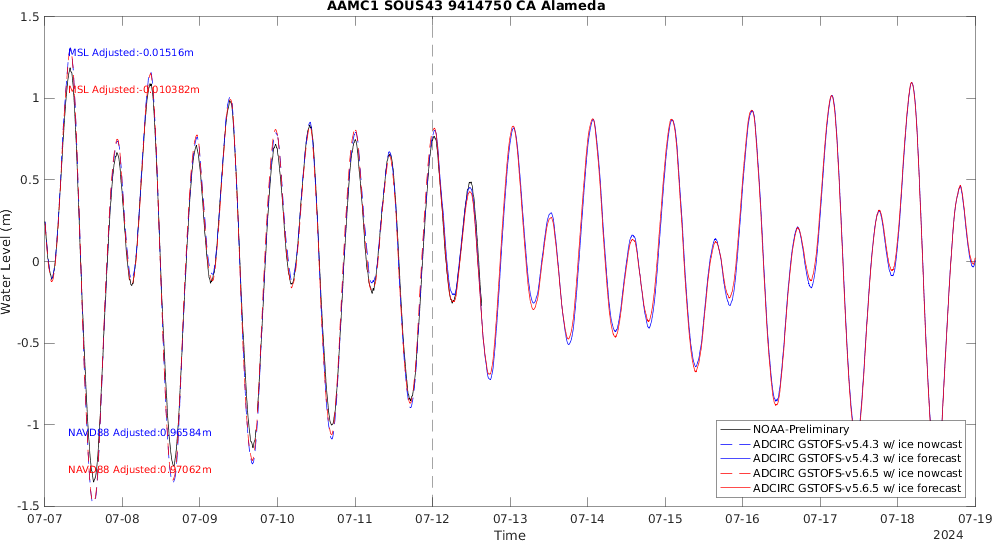 AAMC1 SOUS43 9414750 CA Alameda
1.5
1
0.5
0
-0.5
-1
-1.5
Water Level (m)
MSL Adjusted:-0.01516m
MSL Adjusted:-0.010382m
NAVD88 Adjusted:0.96584m
NAVD88 Adjusted:0.97062m
NOAA-Preliminary
ADCIRC GSTOFS-v5.4.3 w/ ice nowcast
ADCIRC GSTOFS-v5.4.3 w/ ice forecast
ADCIRC GSTOFS-v5.6.5 w/ ice nowcast
ADCIRC GSTOFS-v5.6.5 w/ ice forecast
07-07 07-08 07-09 07-10 07-11 07-12 07-13 07-14 07-15 07-16 07-17 07-18 07-19
Time
2024